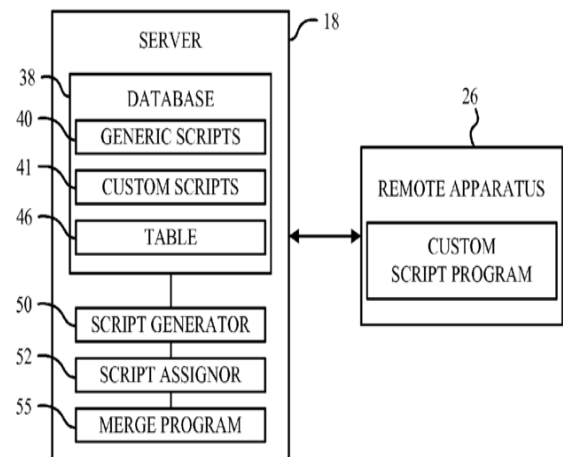 SERVER
18
38
DATABASE
40
GENERIC SCRIPTS
41
CUSTOM SCRIPTS
46
TABLE
50
SCRIPT GENERATOR
52
SCRIPT ASSIGNOR
55
MERGE PROGRAM
26
REMOTE APPARATUS
CUSTOM
SCRIPT PROGRAM